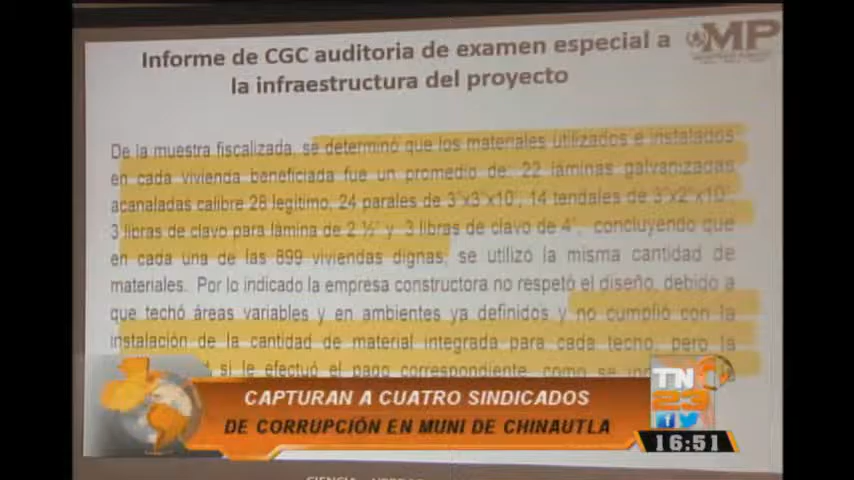 Informe de CGC auditoria de examen especial a
la infraestructura del proyecto
MP
De la muestra fiscalizada, se determinó que los materiales utilizados e instalados
en cada vivienda beneficiada fue un promedio de: 22 láminas galvanizadas
acanaladas calibre 28 legítimo, 24 parales de 3"x3"x10", 14 tendales de 3"x2"x10",
3 libras de clavo para lámina de 2 ½" y 3 libras de clavo de 4", concluyendo que
en cada una de las 899 viviendas dignas, se utilizó la misma cantidad de
materiales. Por lo indicado la empresa constructora no respetó el diseño, debido a
que techó áreas variables y en ambientes ya definidos y no cumplió con la
instalación de la cantidad de material integrada para cada techo, pero la
si le efectuó el pago correspondiente, como se
CAPTURAN A CUATRO SINDICADOS
DE CORRUPCIÓN EN MUNI DE CHINAUTLA
TN
23
16:51